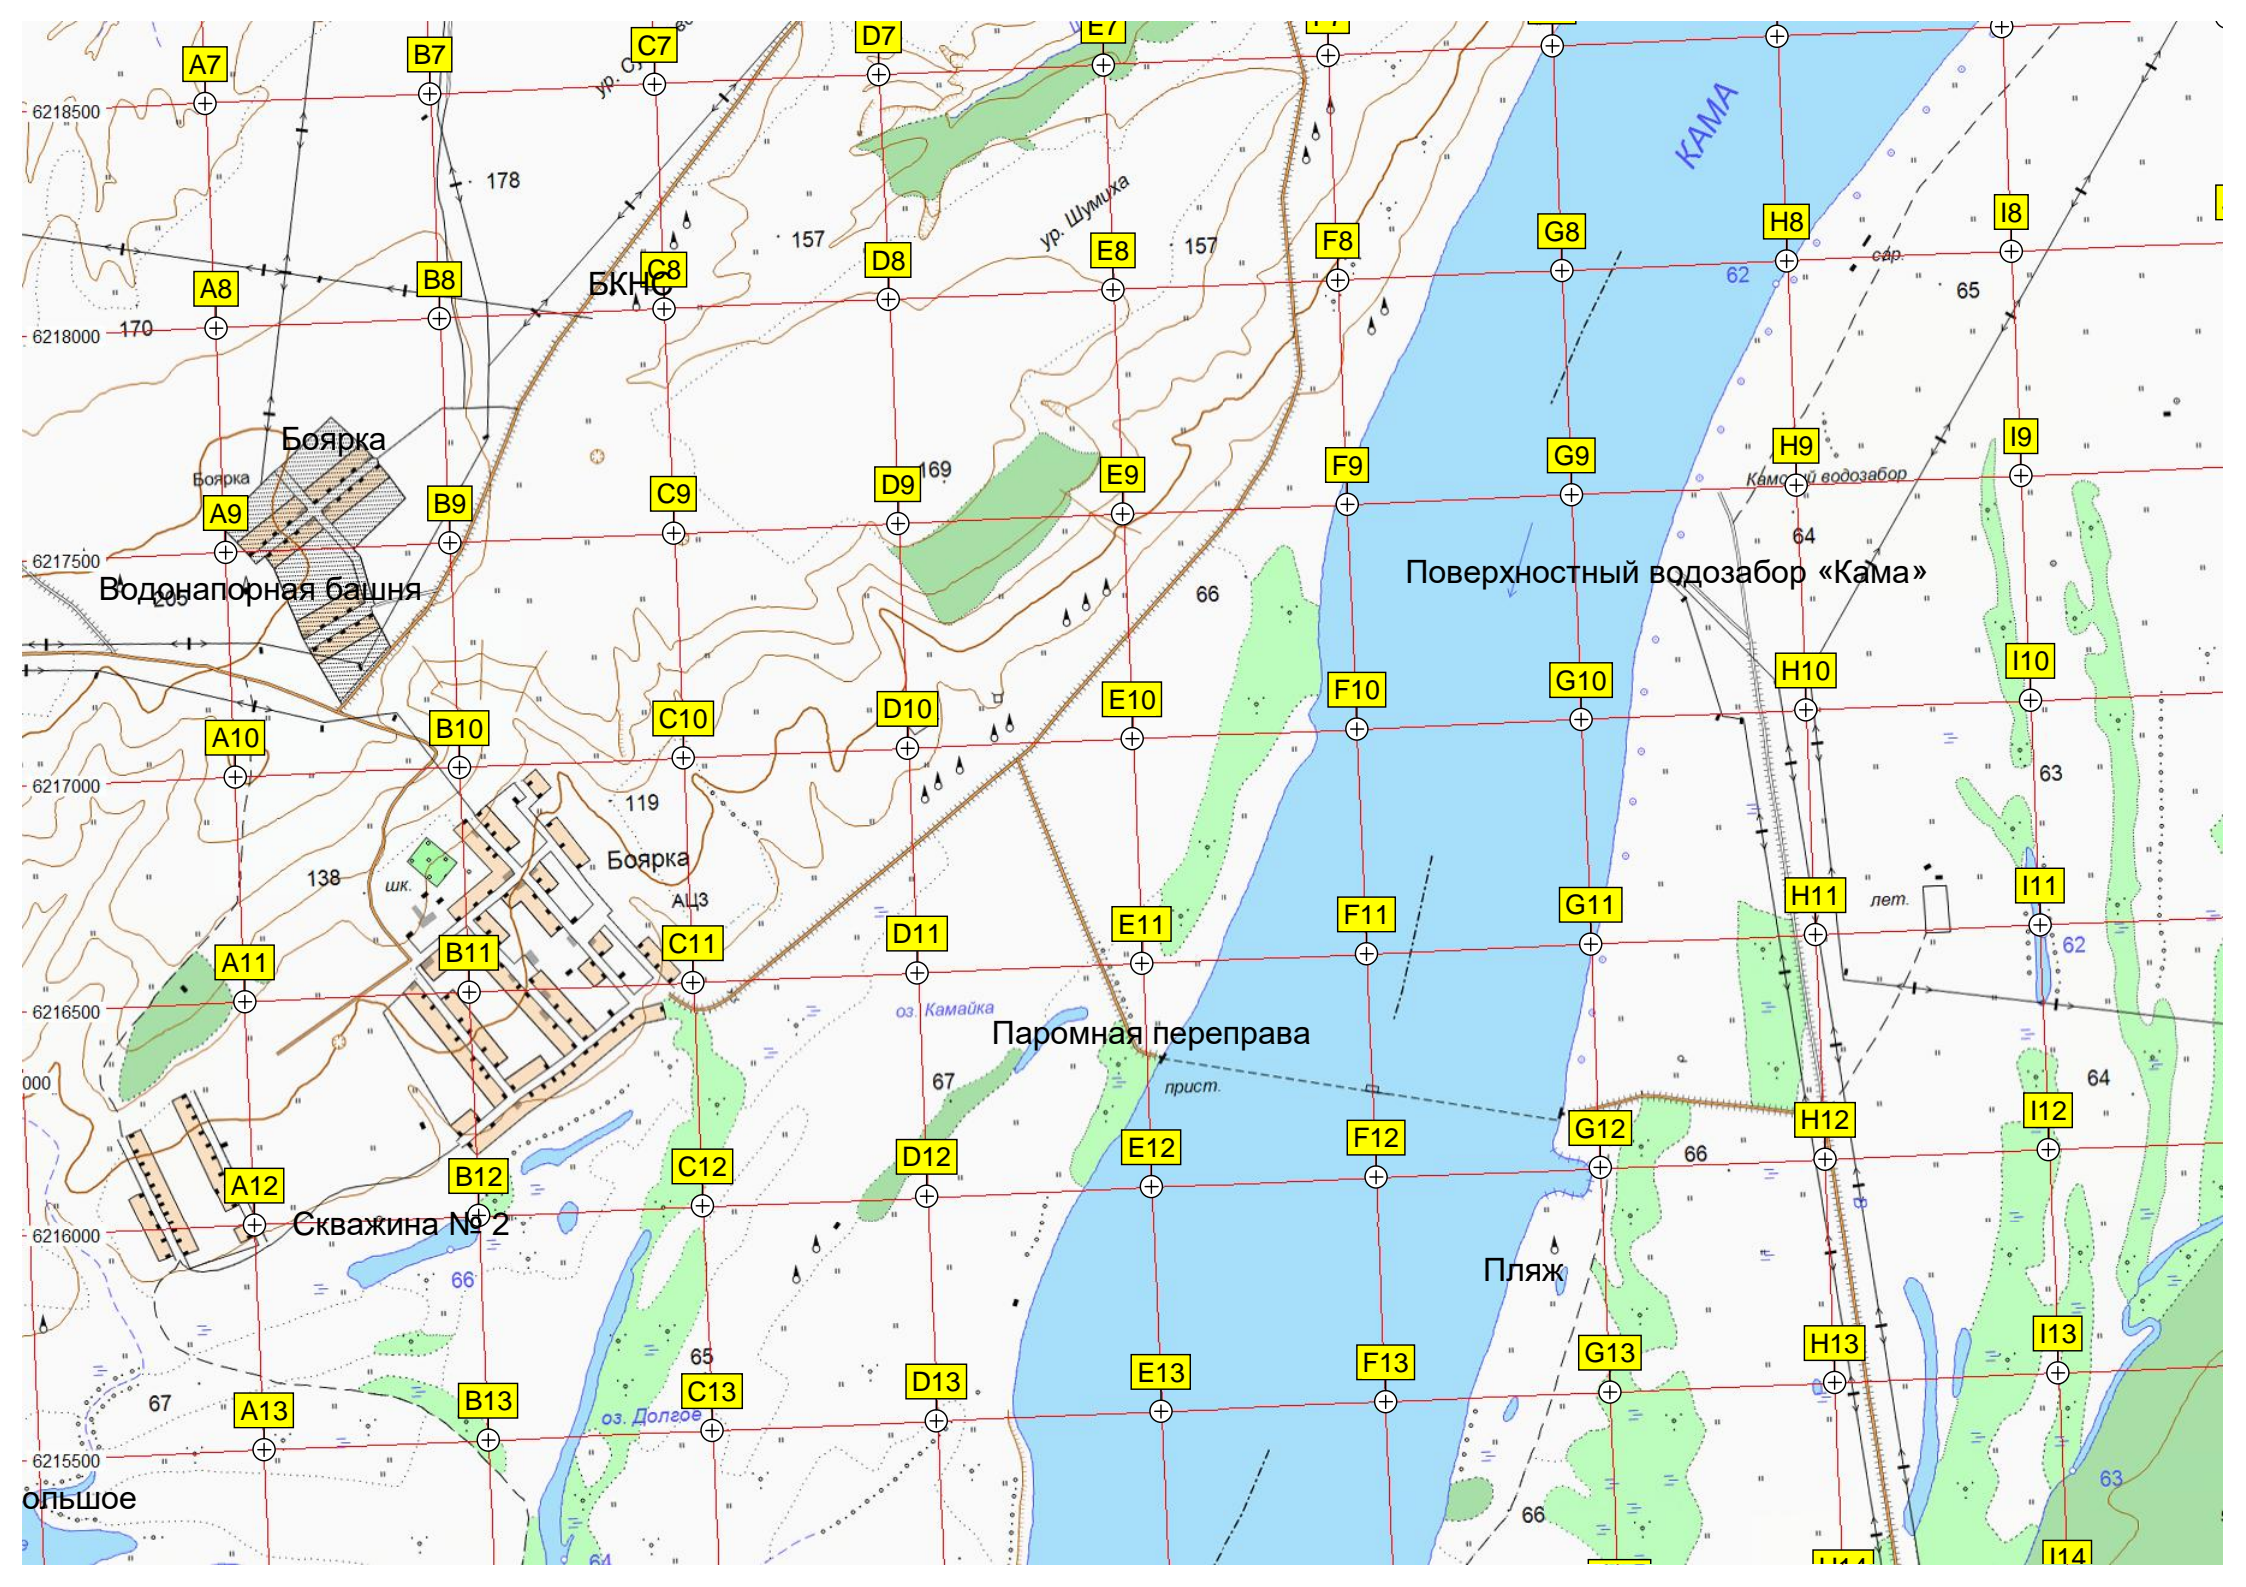 E7
D7
C7
B7
A7
6218500
КАМА
178
ур. Шумиха
157
157
I8
H8
G8
F8
E8
D8
C8
B8
A8
БКНС
сар.
62
65
6218000
170
Боярка
Боярка
I9
H9
G9
F9
E9
D9
C9
B9
A9
169
Камский водозабор
64
6217500
Поверхностный водозабор «Кама»
Водонапорная башня
205
66
I10
H10
G10
F10
E10
D10
C10
B10
A10
63
6217000
119
Боярка
138
шк.
АЦЗ
лет.
I11
H11
G11
F11
E11
D11
C11
B11
A11
62
6216500
оз. Камайка
Паромная переправа
67
прист.
000
64
I12
H12
G12
F12
E12
D12
C12
B12
A12
66
В
6216000
Скважина № 2
66
Пляж
I13
H13
G13
F13
E13
D13
C13
B13
A13
65
67
оз. Долгое
6215500
63
ольшое
66
64
I14
H14